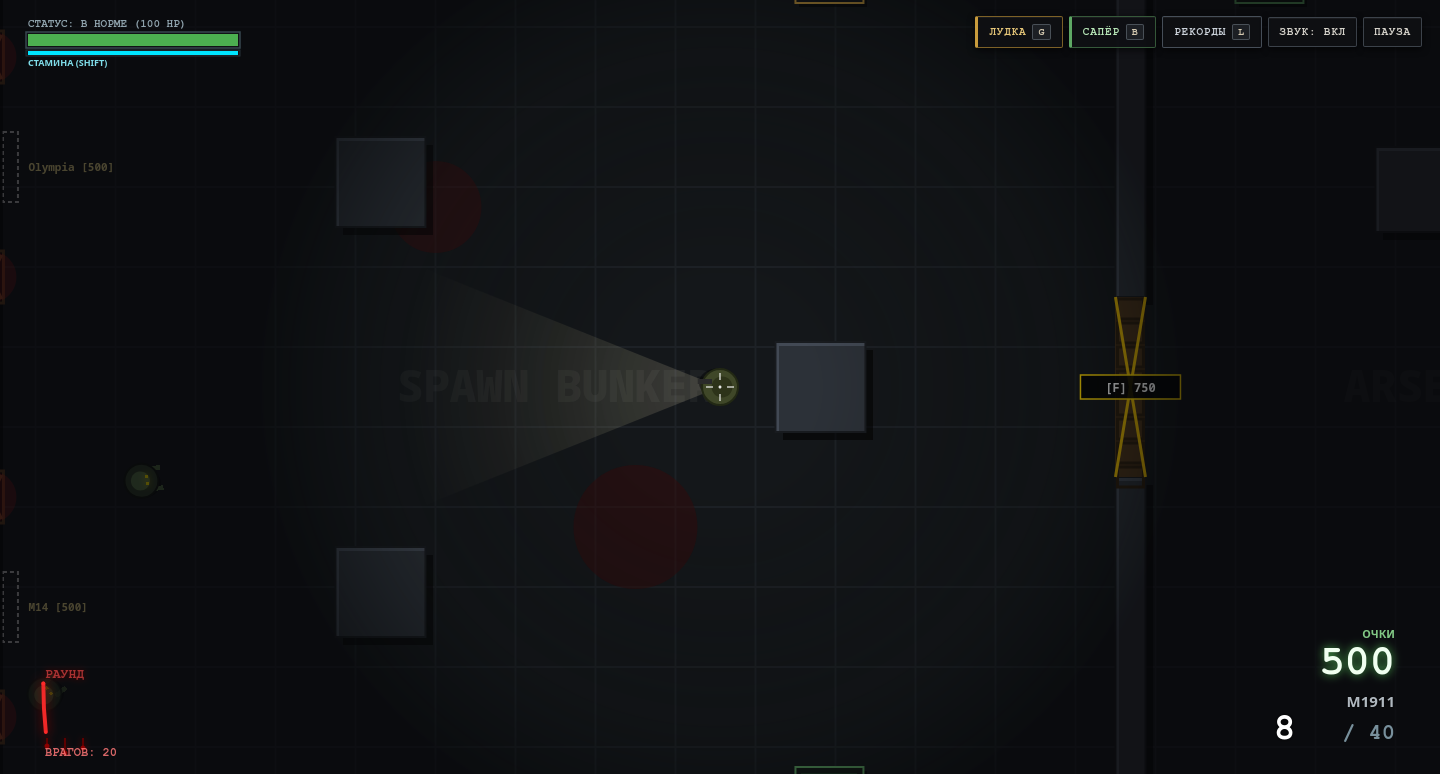 СТАТУС: В НОРМЕ (100 HP)
СТАМИНА (SHIFT)
ЛУДКА G
САПЁР B
РЕКОРДЫ L
ЗВУК: ВКЛ
ПАУЗА
Olympia [500]
SPAWN BUNKER
[F] 750
ARSE
M14 [500]
РАУНД
ВРАГОВ: 20
ОЧКИ
500
M1911
8 / 40